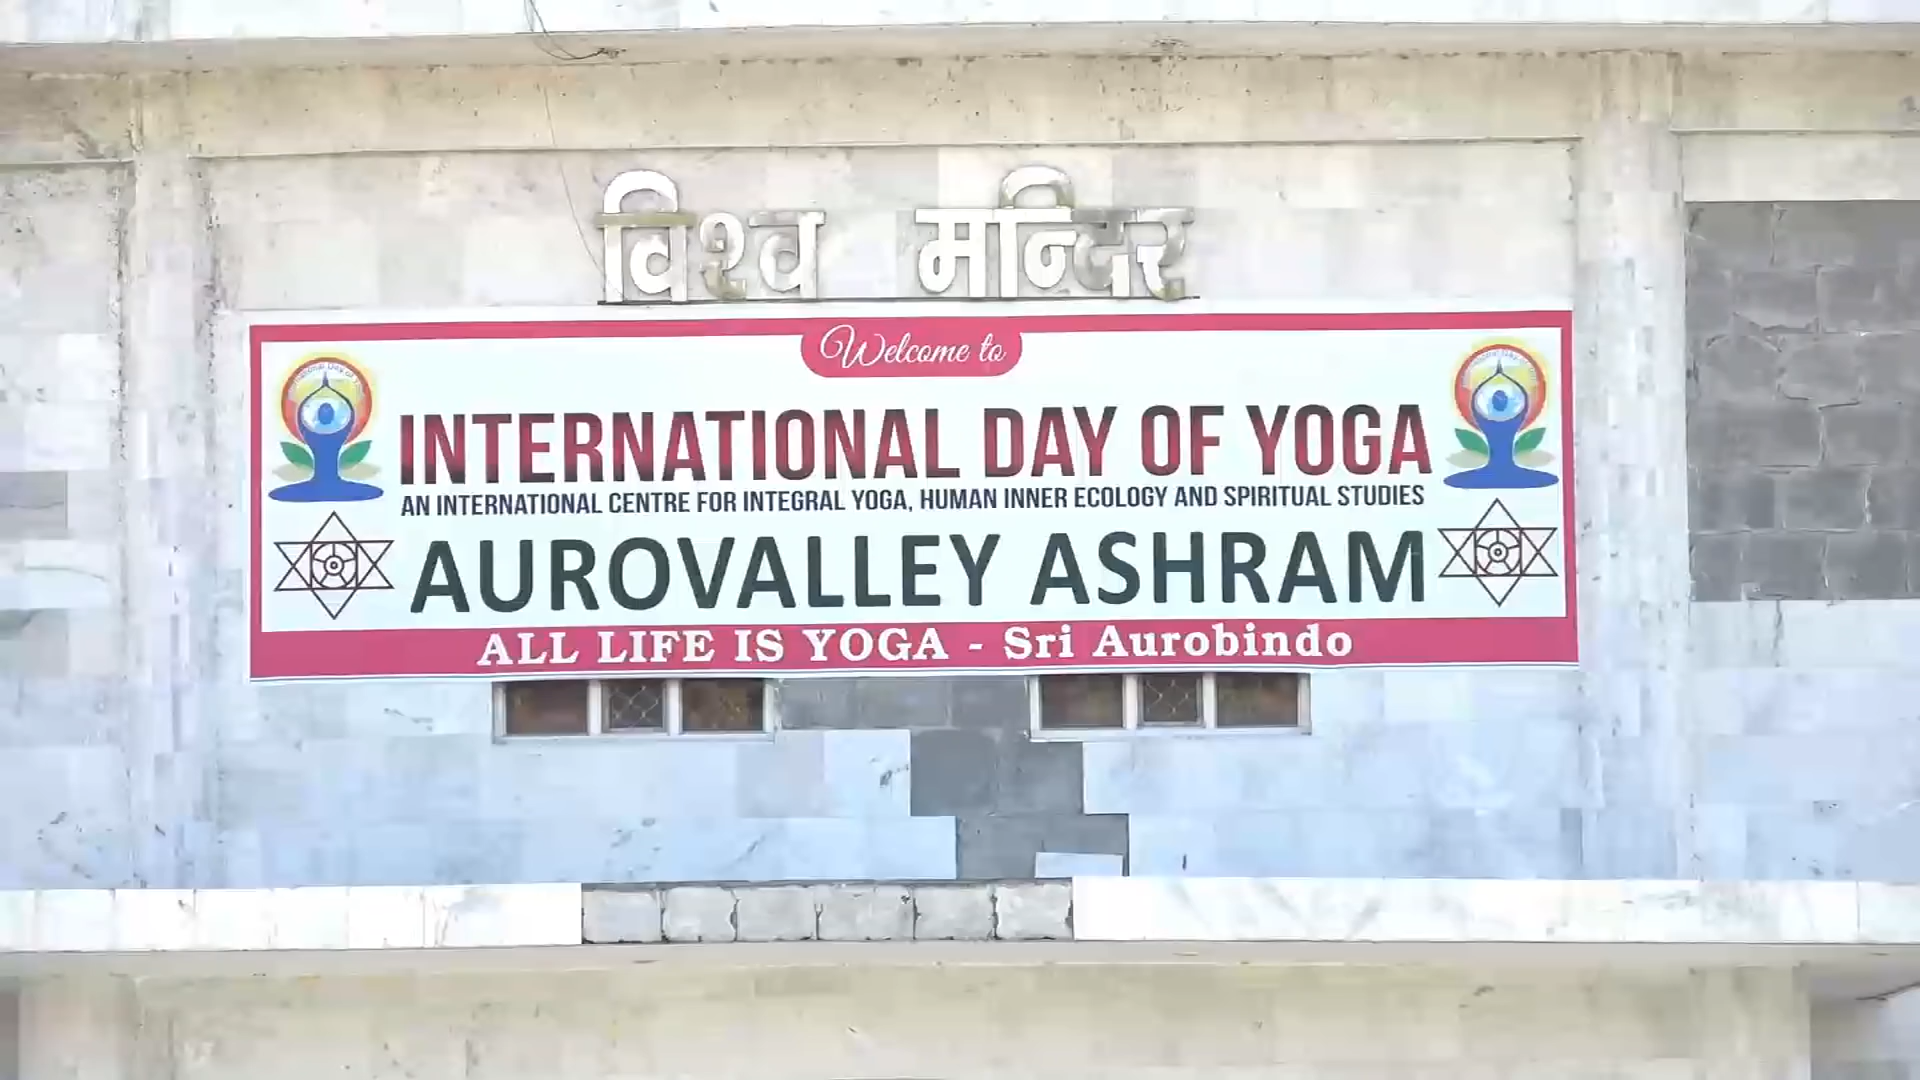 विश्व मन्दिर
Welcome to
INTERNATIONAL DAY OF YOGA
AN INTERNATIONAL CENTRE FOR INTEGRAL YOGA, HUMAN INNER ECOLOGY AND SPIRITUAL STUDIES
AUROVALLEY ASHRAM
ALL LIFE IS YOGA - Sri Aurobindo